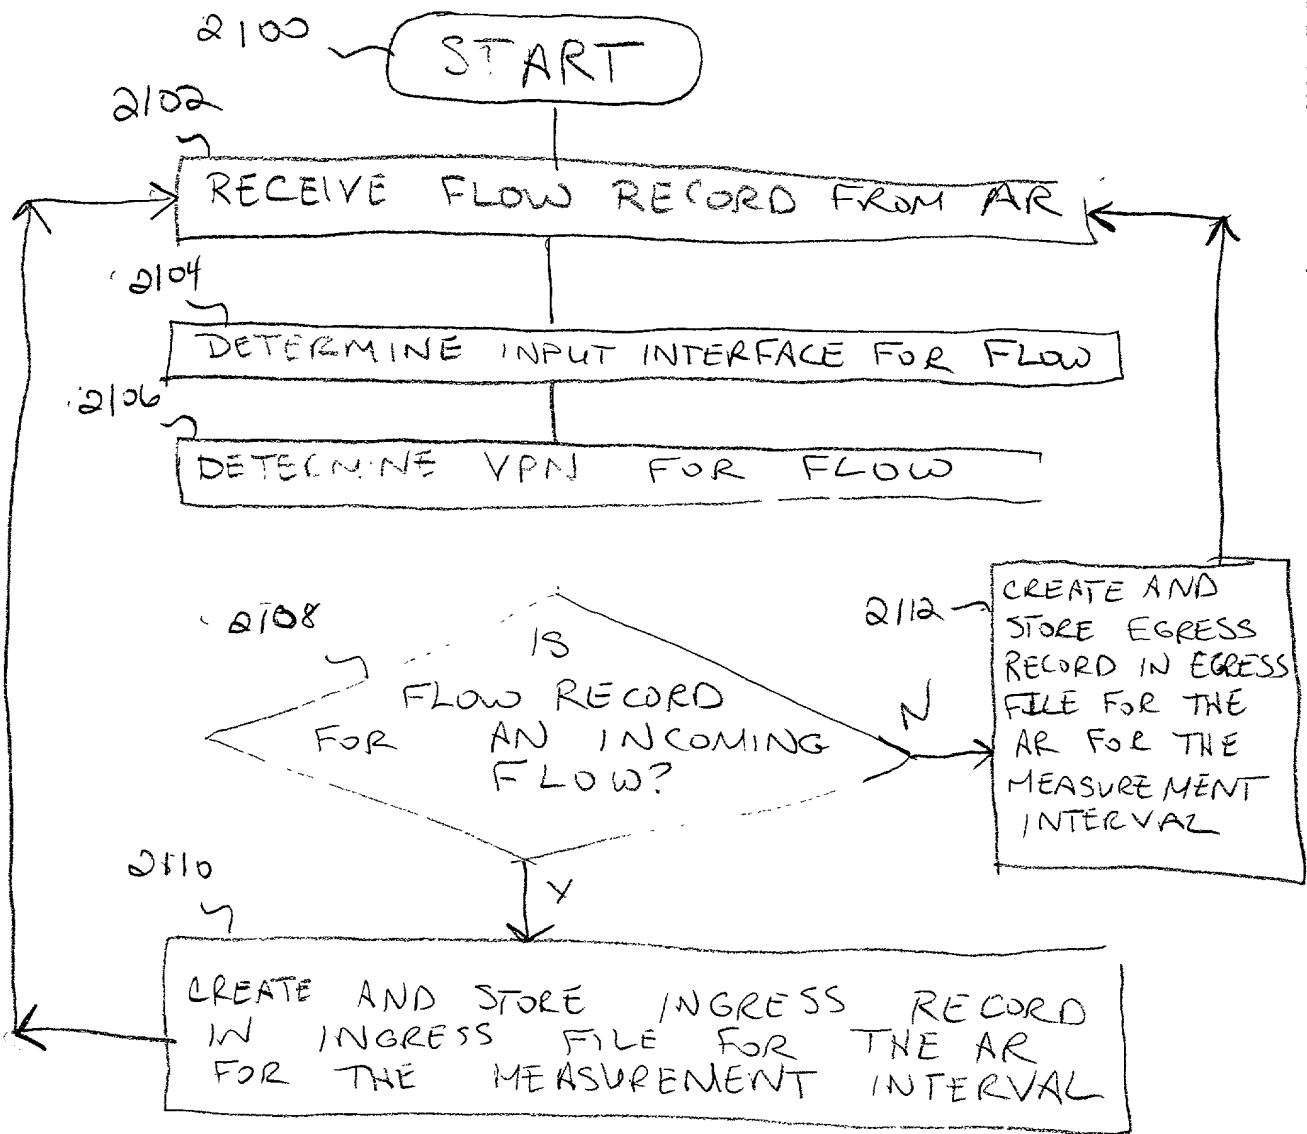 2100
START
2102
RECEIVE FLOW RECORD FROM AR
2104
DETERMINE INPUT INTERFACE FOR FLOW
2106
DETERMINE VPN FOR FLOW
2108
IS
FLOW RECORD
FOR AN INCOMING
FLOW?
N
2112
CREATE AND
STORE EGRESS
RECORD IN EGRESS
FILE FOR THE
AR FOR THE
MEASUREMENT
INTERVAL
Y
2110
CREATE AND STORE INGRESS RECORD
IN INGRESS FILE FOR THE AR
FOR THE MEASUREMENT INTERVAL